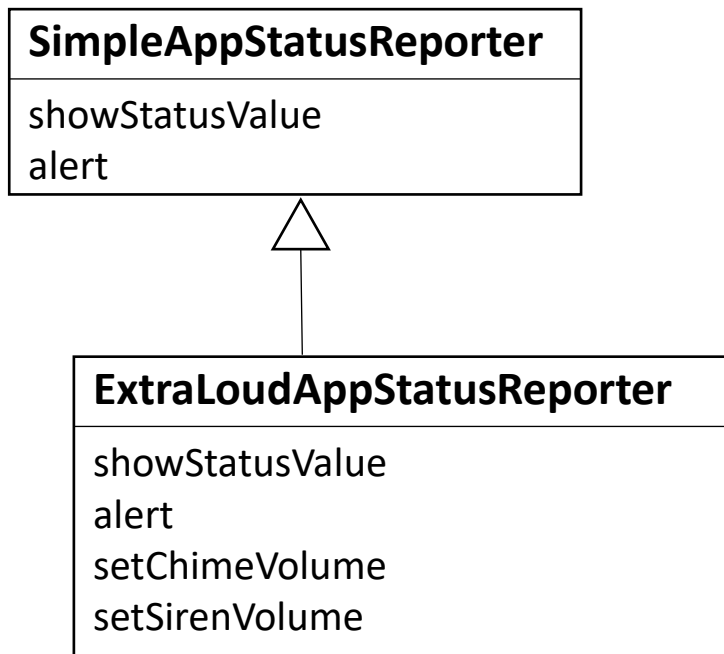 SimpleAppStatusReporter
showStatusValue
alert
ExtraLoudAppStatusReporter
showStatusValue
alert
setChimeVolume
setSirenVolume